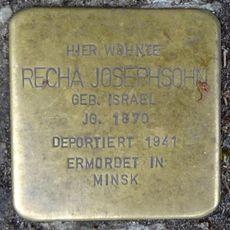 HIER WOHNTE
RECHA JOSEPHSOHN
GEB. ISRAEL
JG. 1870
DEPORTIERT 1941
ERMORDET IN
MINSK